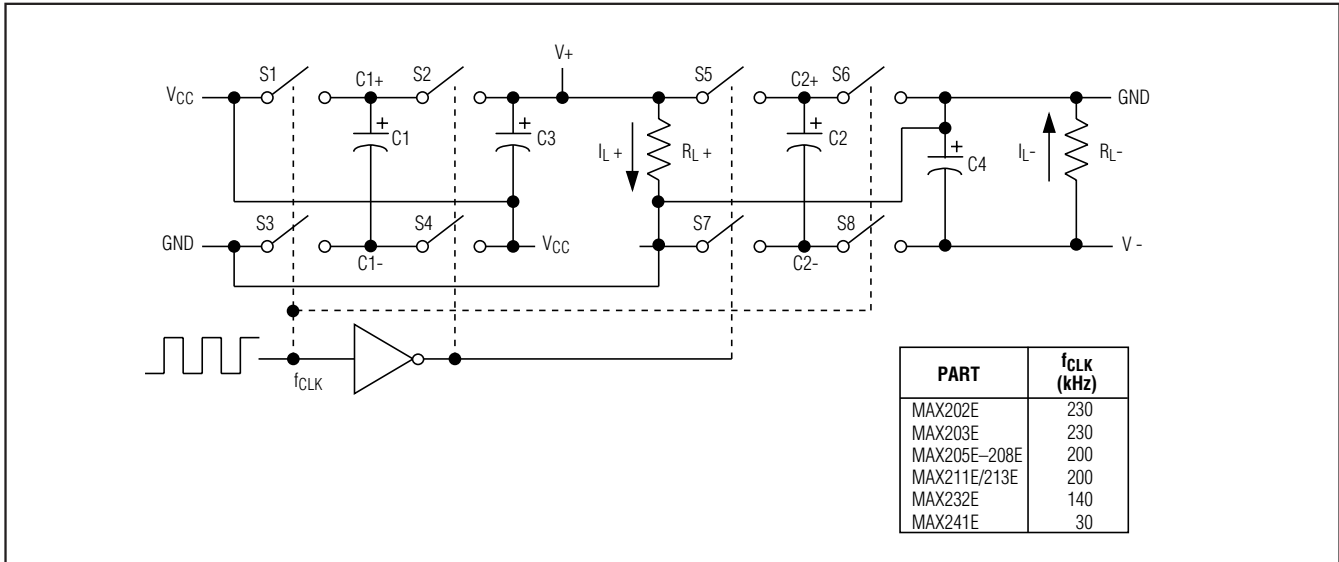 V+
S1 C1+ S2 S5 C2+ S6
VCC GND
+ C1 + C3 IL + RL + + C2 + C4 IL- RL-
S3 S4 S7 S8
GND VCC V -
C1- C2-
fCLK
PART fCLK (kHz)
MAX202E 230
MAX203E 230
MAX205E–208E 200
MAX211E/213E 200
MAX232E 140
MAX241E 30